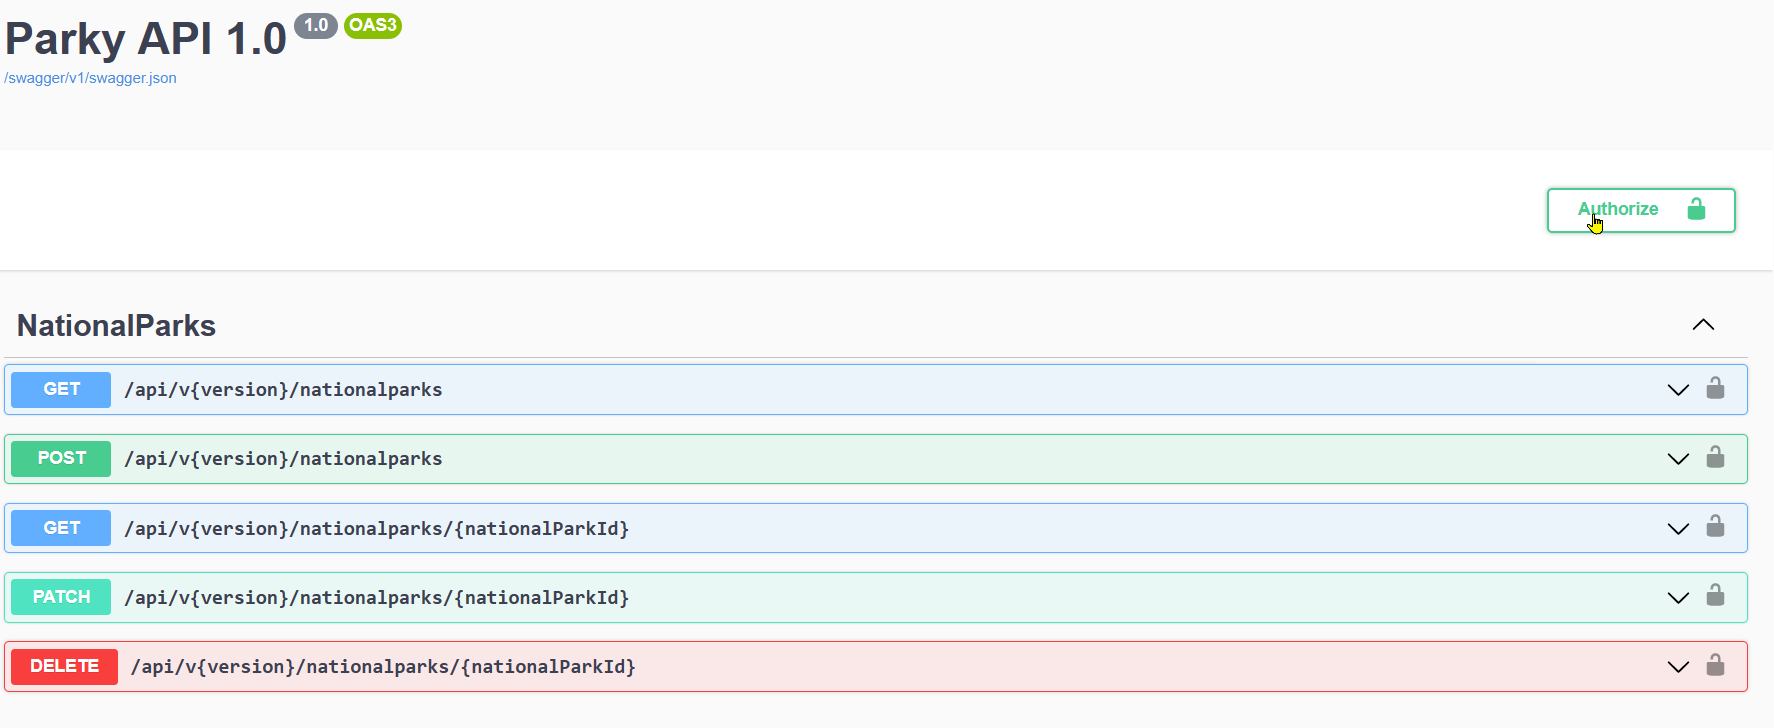 Parky API 1.0 1.0 OAS3
/swagger/v1/swagger.json
Authorize
NationalParks
GET /api/v{version}/nationalparks
POST /api/v{version}/nationalparks
GET /api/v{version}/nationalparks/{nationalParkId}
PATCH /api/v{version}/nationalparks/{nationalParkId}
DELETE /api/v{version}/nationalparks/{nationalParkId}